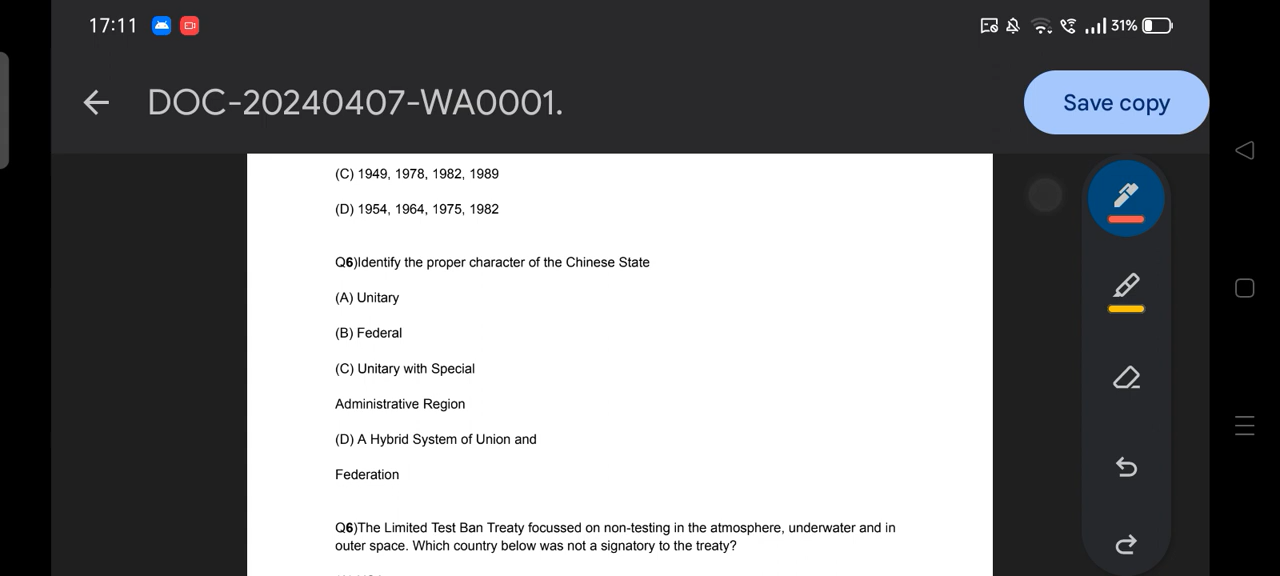 17:11
31%
DOC-20240407-WA0001.
Save copy
(C) 1949, 1978, 1982, 1989
(D) 1954, 1964, 1975, 1982
Q6)Identify the proper character of the Chinese State
(A) Unitary
(B) Federal
(C) Unitary with Special
Administrative Region
(D) A Hybrid System of Union and
Federation
Q6)The Limited Test Ban Treaty focussed on non-testing in the atmosphere, underwater and in
outer space. Which country below was not a signatory to the treaty?